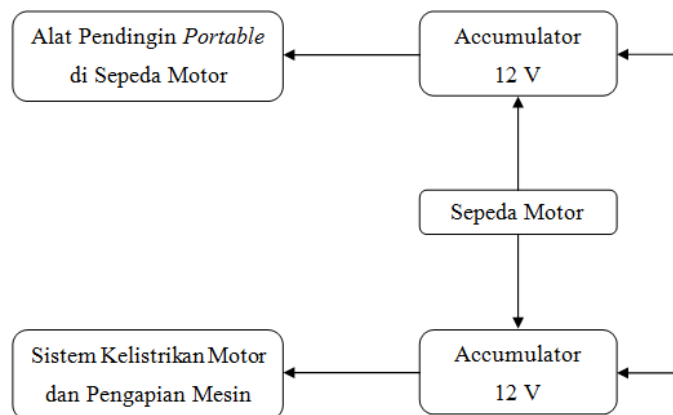 Alat Pendingin Portable
di Sepeda Motor
Accumulator
12 V
Sepeda Motor
Sistem Kelistrikan Motor
dan Pengapian Mesin
Accumulator
12 V